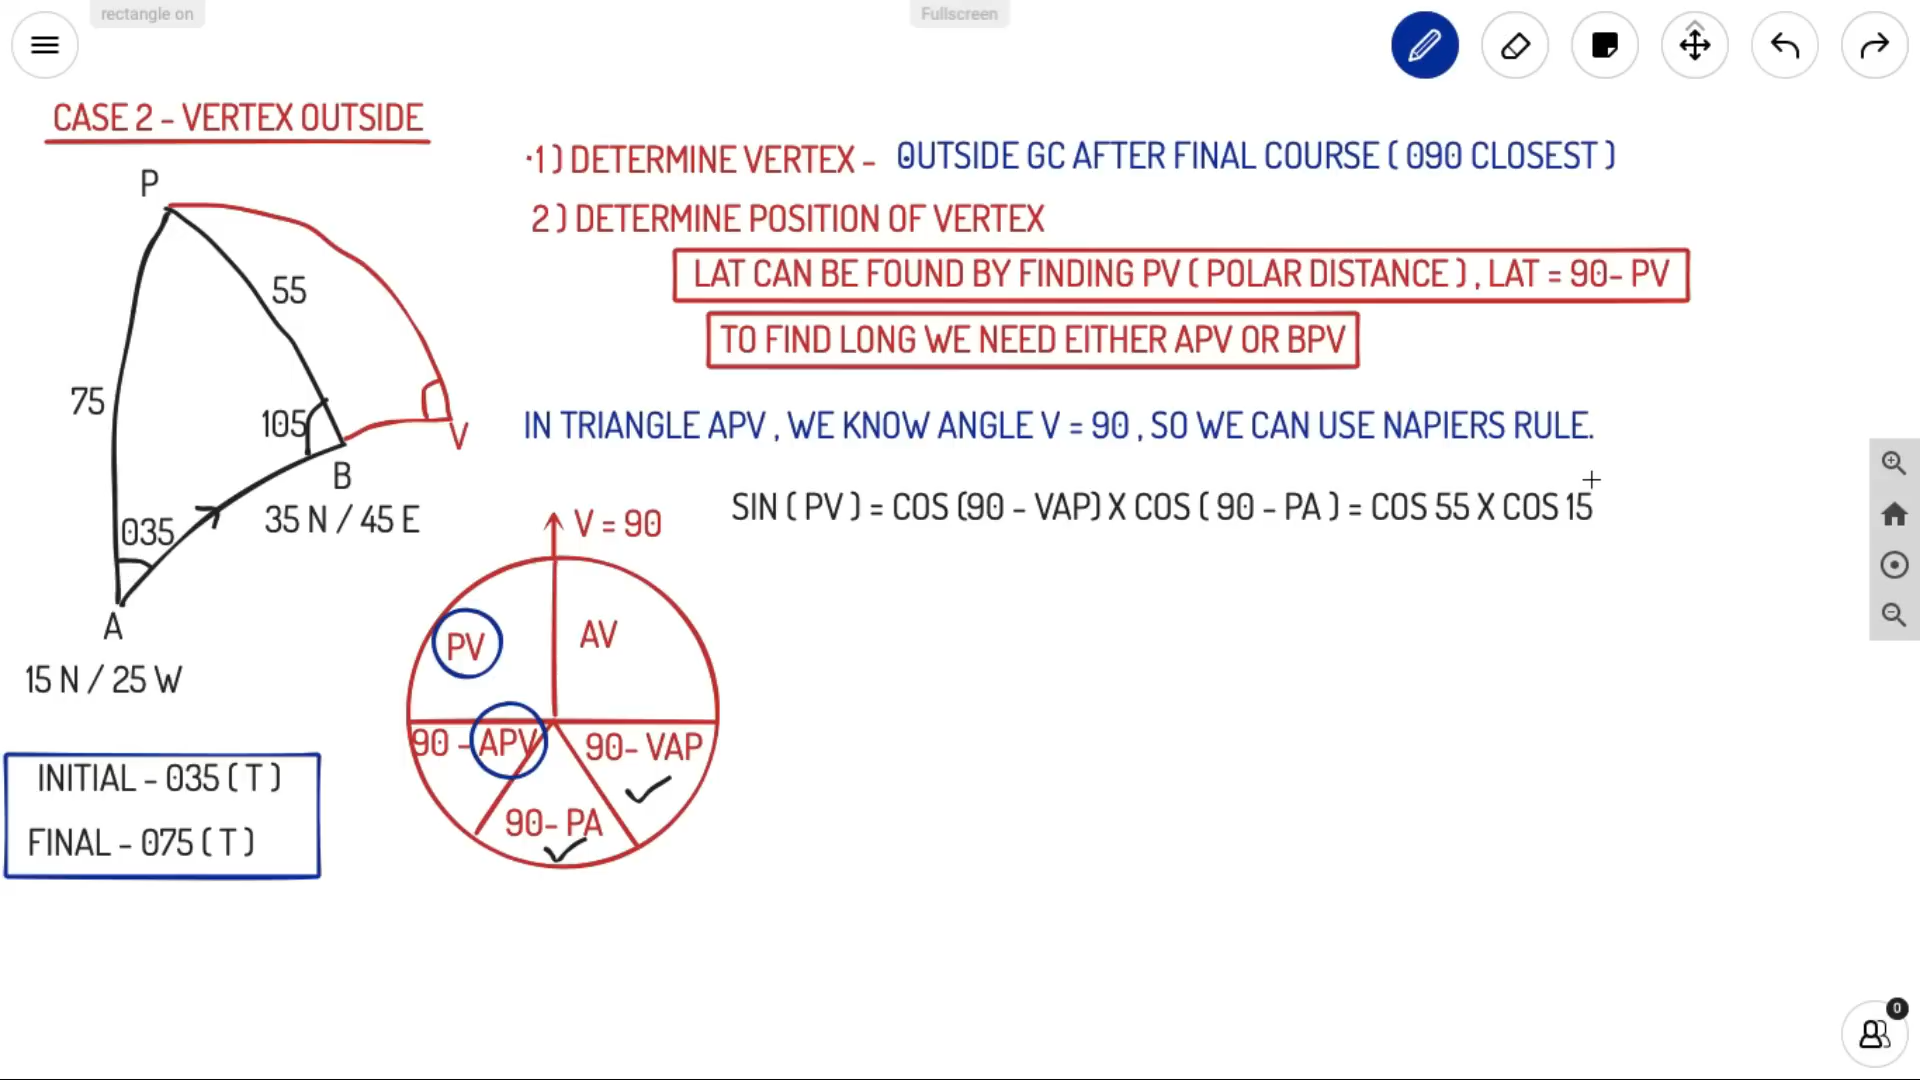 rectangle on
Fullscreen
CASE 2 - VERTEX OUTSIDE
·1 ) DETERMINE VERTEX - OUTSIDE GC AFTER FINAL COURSE ( 090 CLOSEST )
2 ) DETERMINE POSITION OF VERTEX
LAT CAN BE FOUND BY FINDING PV ( POLAR DISTANCE ) , LAT = 90- PV
TO FIND LONG WE NEED EITHER APV OR BPV
IN TRIANGLE APV , WE KNOW ANGLE V = 90 , SO WE CAN USE NAPIERS RULE.
SIN ( PV ) = COS (90 - VAP) X COS ( 90 - PA ) = COS 55 X COS 15
P
55
75
105
V
B
35 N / 45 E
035
A
15 N / 25 W
INITIAL - 035 ( T )
FINAL - 075 ( T )
V = 90
PV
AV
90 - APV
90- VAP
90- PA
0